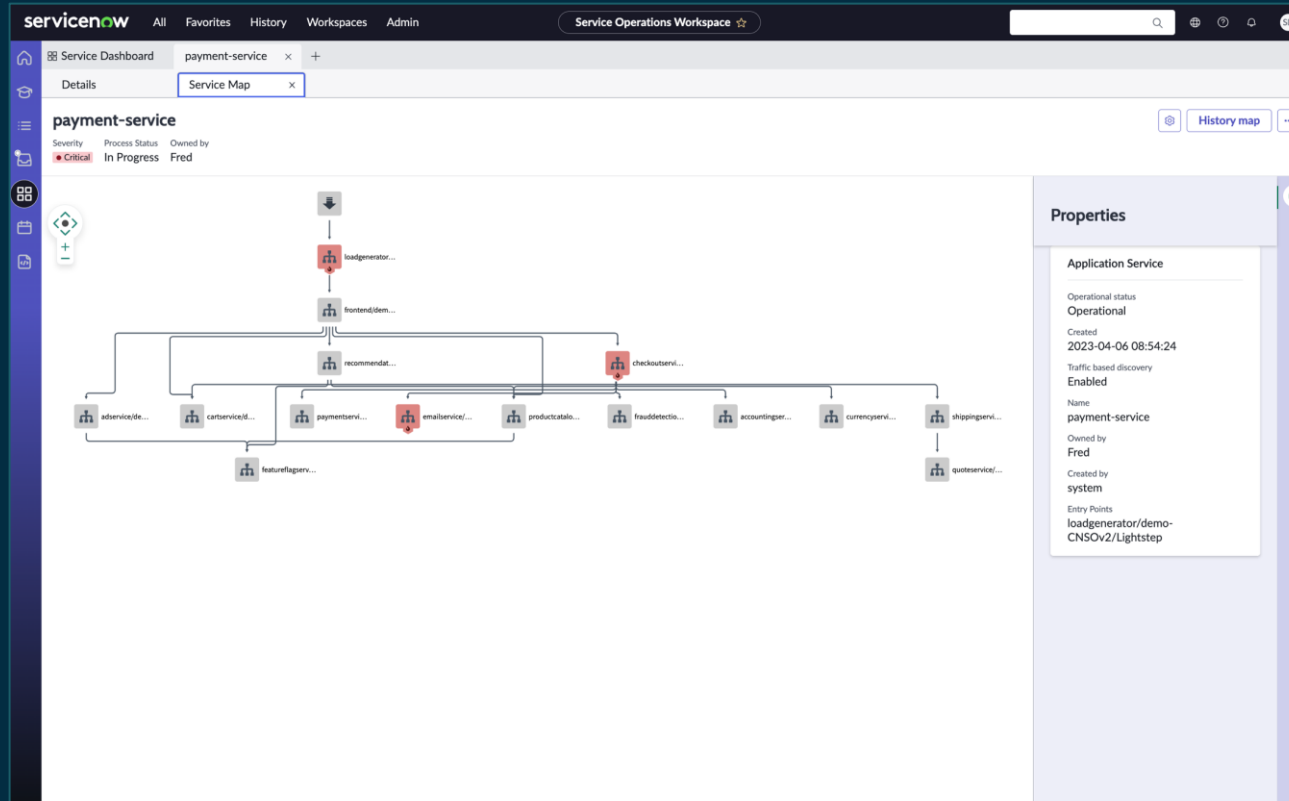 servicenow All Favorites History Workspaces Admin Service Operations Workspace
Service Dashboard payment-service
Details Service Map
payment-service
History map
Severity Process Status Owned by
Critical In Progress Fred
loadgenerator...
frontend/dem...
recommendat... checkoutservi...
adservice/de... cartservice/d... paymentservi... emailservice/... productcatalo... frauddetectio... accountingser... currencyservi... shippingservi...
featureflagserv... quoteservice/...
Properties
Application Service
Operational status
Operational
Created
2023-04-06 08:54:24
Traffic based discovery
Enabled
Name
payment-service
Owned by
Fred
Created by
system
Entry Points
loadgenerator/demo-
CNSOv2/Lightstep